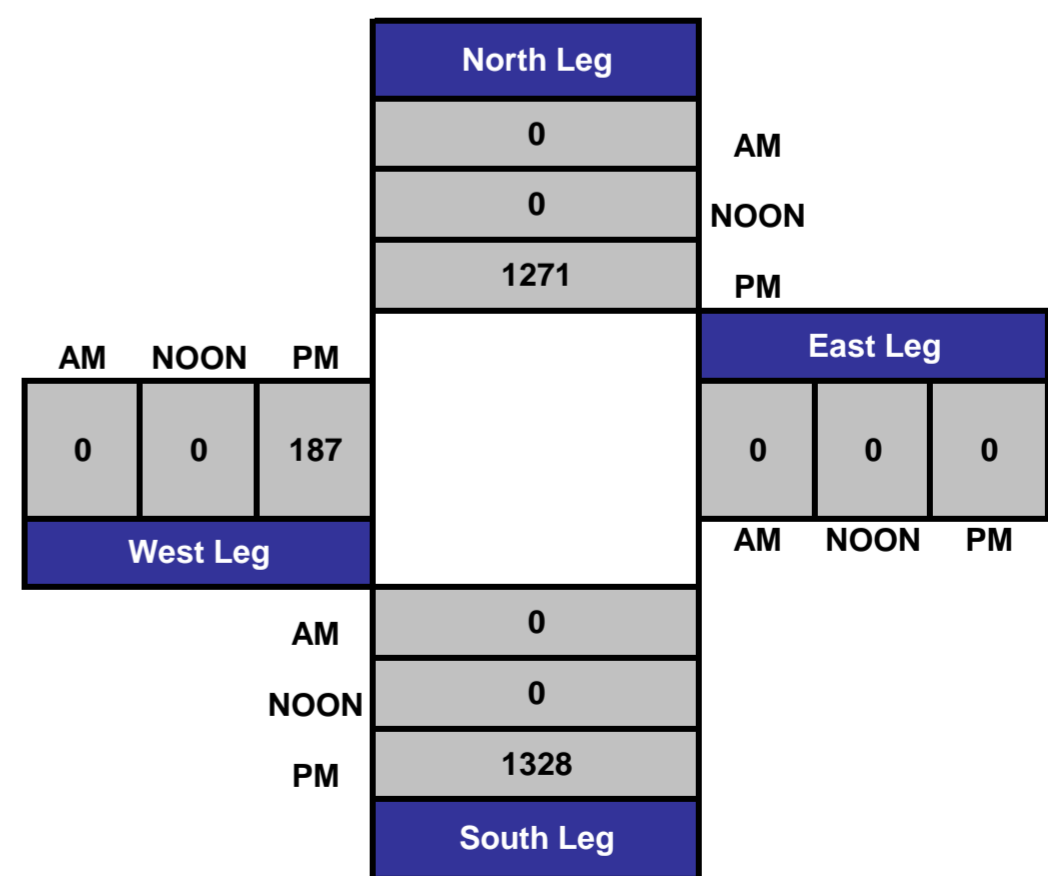 North Leg
0 AM
0 NOON
1271 PM
East Leg
AM NOON PM
0 0 187
0 0 0
West Leg
AM NOON PM
AM 0
NOON 0
PM 1328
South Leg